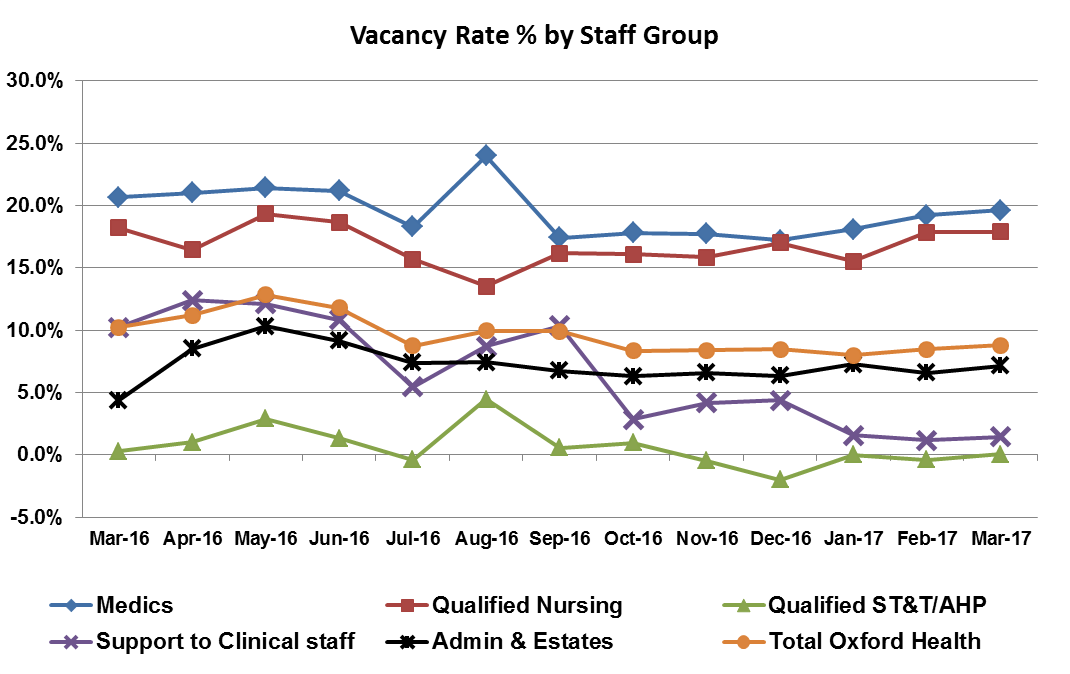 Vacancy Rate % by Staff Group
30.0%
25.0%
20.0%
15.0%
10.0%
5.0%
0.0%
-5.0%
Mar-16 Apr-16 May-16 Jun-16 Jul-16 Aug-16 Sep-16 Oct-16 Nov-16 Dec-16 Jan-17 Feb-17 Mar-17
Medics Qualified Nursing Qualified ST&T/AHP
Support to Clinical staff Admin & Estates Total Oxford Health